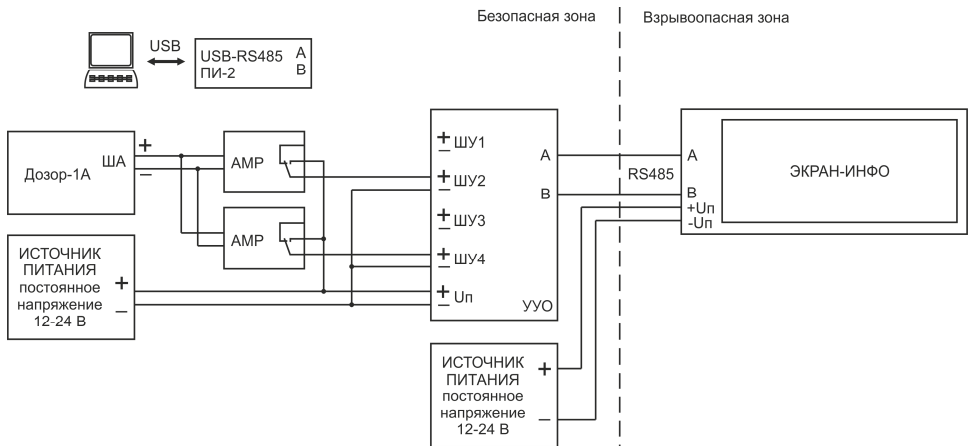 Безопасная зона
Взрывоопасная зона
USB
USB-RS485 A
ПИ-2 B
Дозор-1А
ША
+
–
АМР
АМР
ИСТОЧНИК
ПИТАНИЯ
постоянное
напряжение
12-24 В
+
–
+
– ШУ1
+
– ШУ2
+
– ШУ3
+
– ШУ4
+
– Uп
A
B
УУО
RS485
A
B
+Uп
-Uп
ЭКРАН-ИНФО
ИСТОЧНИК
ПИТАНИЯ
постоянное
напряжение
12-24 В
+
–